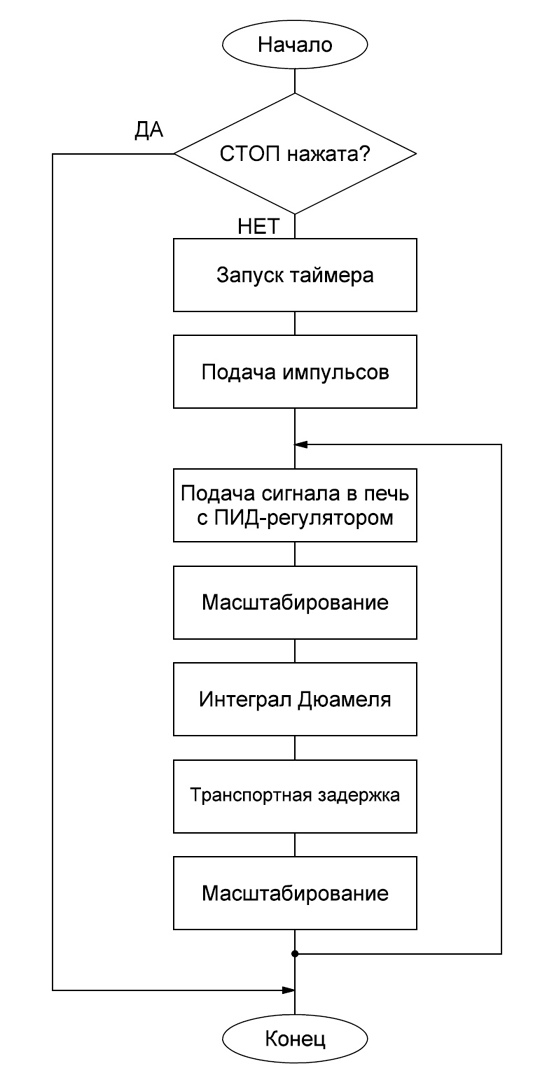 Начало
ДА
СТОП нажата?
НЕТ
Запуск таймера
Подача импульсов
Подача сигнала в печь
с ПИД-регулятором
Масштабирование
Интеграл Дюамеля
Транспортная задержка
Масштабирование
Конец